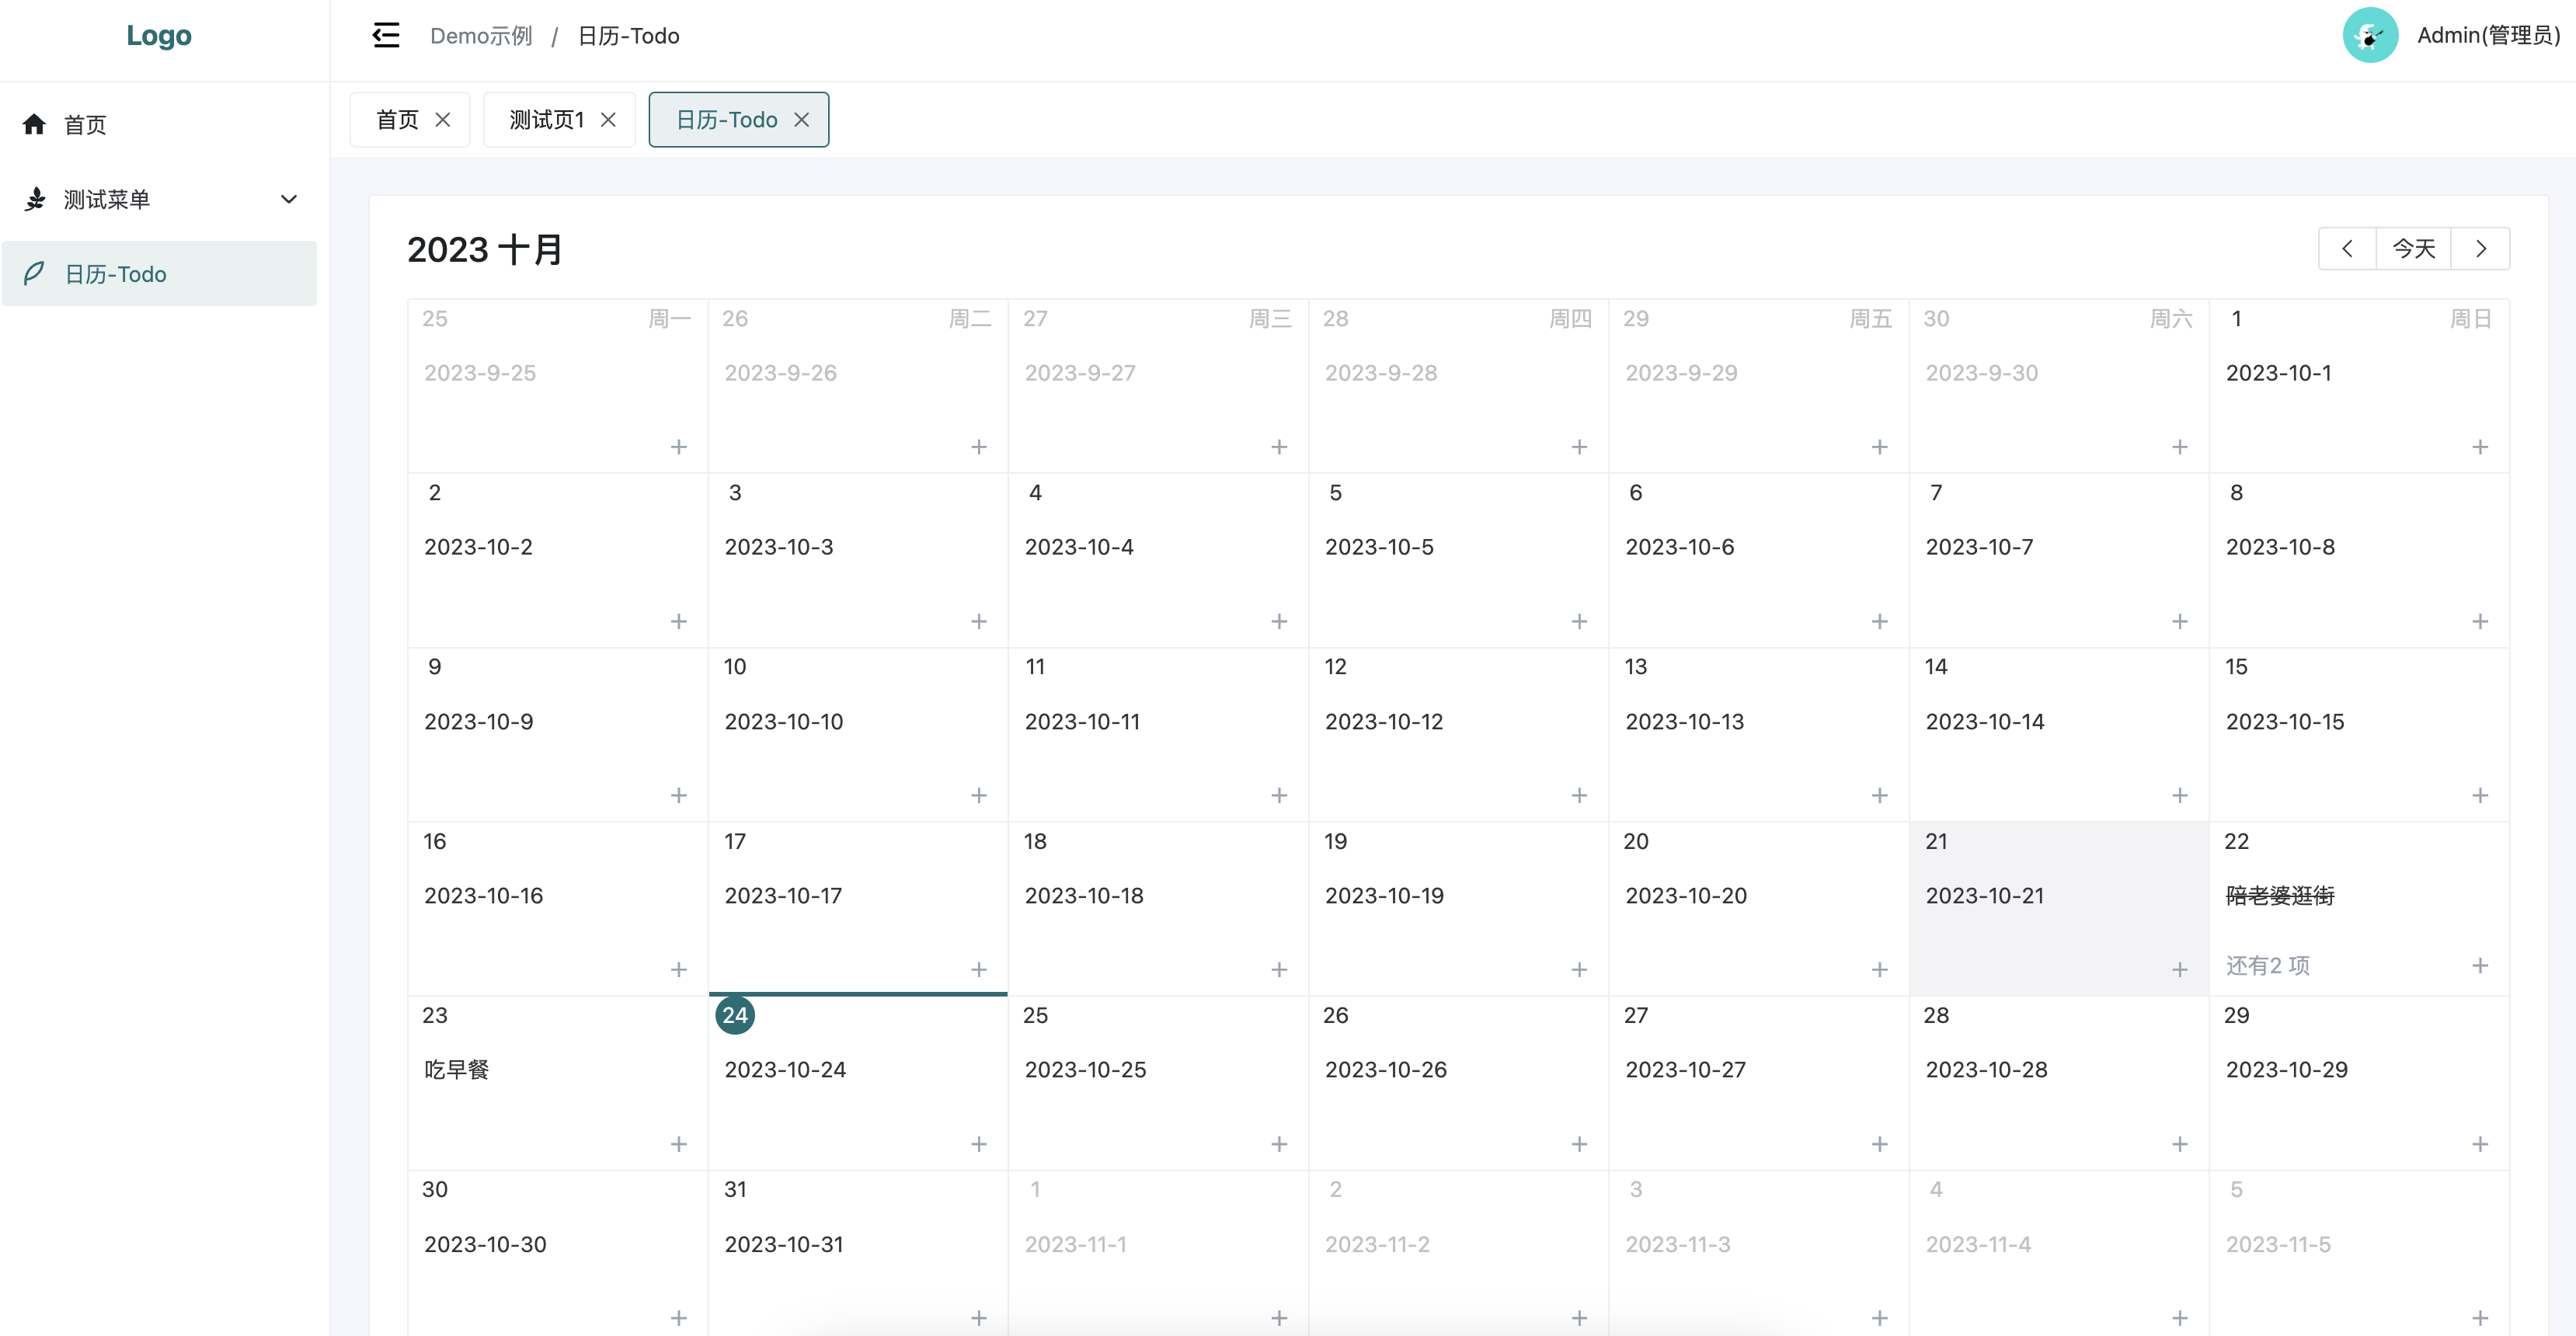 Logo
Demo示例 / 日历-Todo
Admin(管理员)
首页
测试菜单
日历-Todo
首页 测试页1 日历-Todo
2023 十月
今天
25 周一 26 周二 27 周三 28 周四 29 周五 30 周六 1 周日
2023-9-25 2023-9-26 2023-9-27 2023-9-28 2023-9-29 2023-9-30 2023-10-1
+ + + + + + +
2 3 4 5 6 7 8
2023-10-2 2023-10-3 2023-10-4 2023-10-5 2023-10-6 2023-10-7 2023-10-8
+ + + + + + +
9 10 11 12 13 14 15
2023-10-9 2023-10-10 2023-10-11 2023-10-12 2023-10-13 2023-10-14 2023-10-15
+ + + + + + +
16 17 18 19 20 21 22
2023-10-16 2023-10-17 2023-10-18 2023-10-19 2023-10-20 2023-10-21 陪老婆逛街
+ + + + + + 还有2 项 +
23 24 25 26 27 28 29
吃早餐 2023-10-24 2023-10-25 2023-10-26 2023-10-27 2023-10-28 2023-10-29
+ + + + + + +
30 31 1 2 3 4 5
2023-10-30 2023-10-31 2023-11-1 2023-11-2 2023-11-3 2023-11-4 2023-11-5
+ + + + + + +